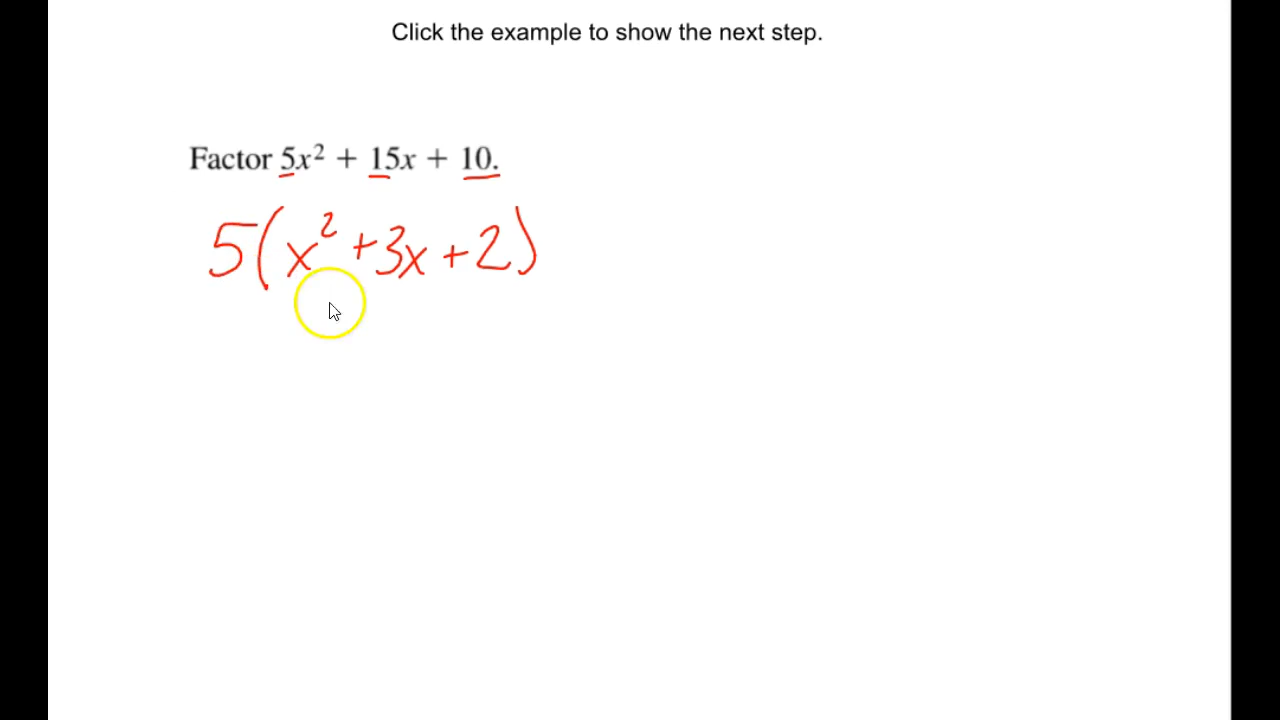 Click the example to show the next step.
Factor 5x² + 15x + 10.
5(x² +3x +2)